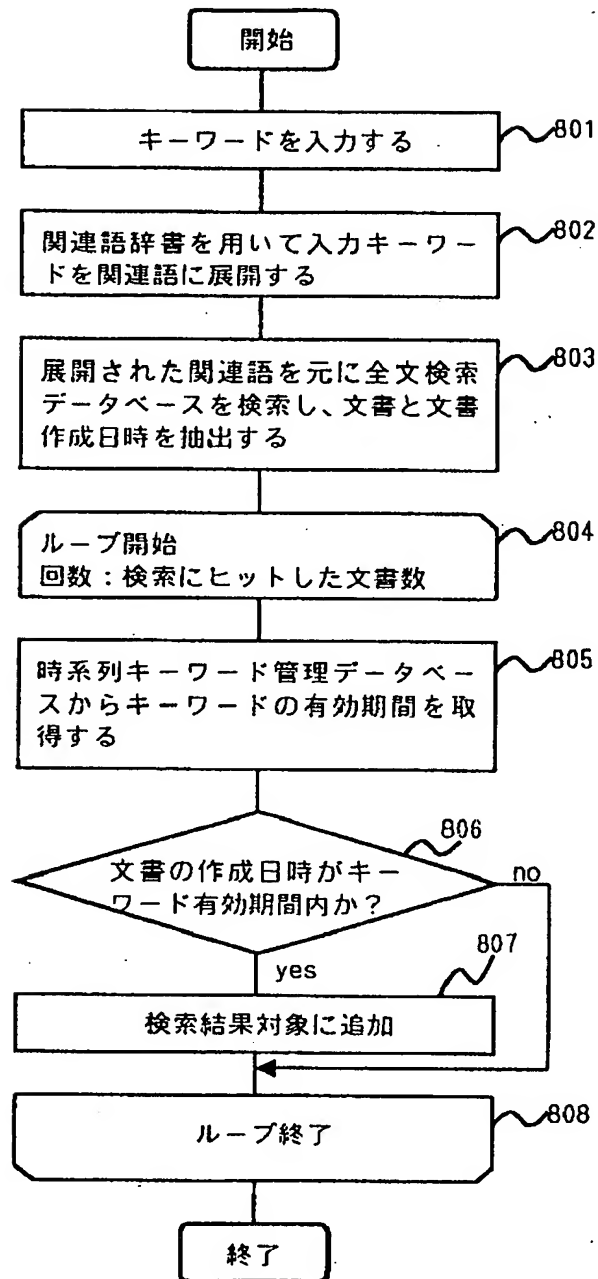 開始
キーワードを入力する
801
関連語辞書を用いて入力キーワー
ドを関連語に展開する
802
展開された関連語を元に全文検索
データベースを検索し、文書と文書
作成日時を抽出する
803
ループ開始
回数：検索にヒットした文書数
804
時系列キーワード管理データベー
スからキーワードの有効期間を取
得する
805
806
文書の作成日時がキー
ワード有効期間内か？
no
yes
807
検索結果対象に追加
ループ終了
808
終了